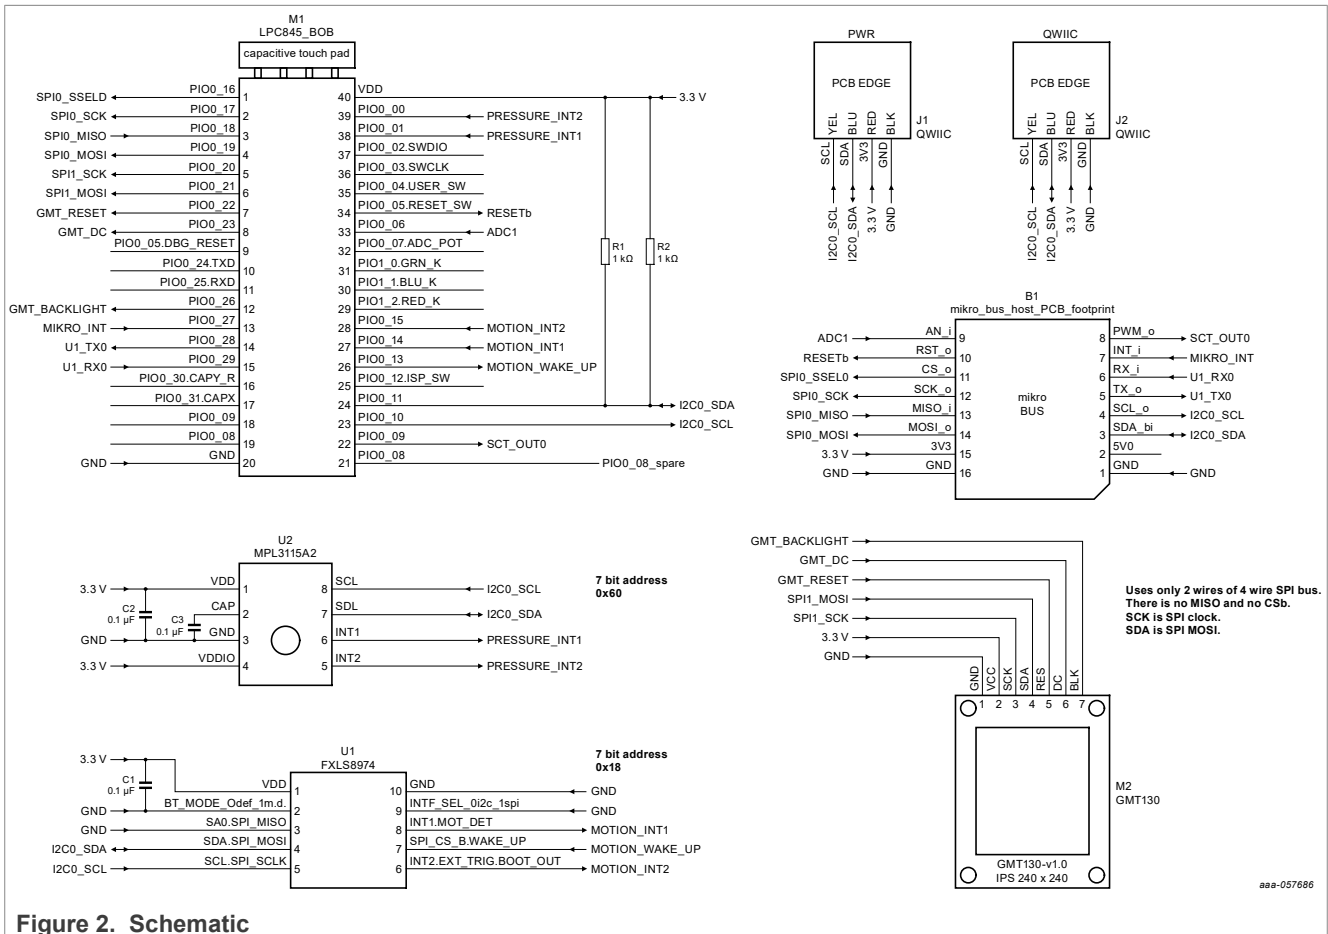 M1
LPC845_BOB
capacitive touch pad
SPI0_SSELD PIO0_16 1
SPI0_SCK PIO0_17 2
SPI0_MISO PIO0_18 3
SPI0_MOSI PIO0_19 4
SPI1_SCK PIO0_20 5
SPI1_MOSI PIO0_21 6
GMT_RESET PIO0_22 7
GMT_DC PIO0_23 8
PIO0_05.DBG_RESET 9
PIO0_24.TXD 10
PIO0_25.RXD 11
GMT_BACKLIGHT PIO0_26 12
MIKRO_INT PIO0_27 13
U1_TX0 PIO0_28 14
U1_RX0 PIO0_29 15
PIO0_30.CAPY_R 16
PIO0_31.CAPX 17
PIO0_09 18
PIO0_08 19
GND GND 20
40 VDD 3.3 V
39 PIO0_00 PRESSURE_INT2
38 PIO0_01 PRESSURE_INT1
37 PIO0_02.SWDIO
36 PIO0_03.SWCLK
35 PIO0_04.USER_SW
34 PIO0_05.RESET_SW RESETb
33 PIO0_06 ADC1
32 PIO0_07.ADC_POT
31 PIO1_0.GRN_K
30 PIO1_1.BLU_K
29 PIO1_2.RED_K
28 PIO0_15 MOTION_INT2
27 PIO0_14 MOTION_INT1
26 PIO0_13 MOTION_WAKE_UP
25 PIO0_12.ISP_SW
24 PIO0_11 I2C0_SDA
23 PIO0_10 I2C0_SCL
22 PIO0_09 SCT_OUT0
21 PIO0_08 PIO0_08_spare
R1
1 kΩ
R2
1 kΩ
PWR
PCB EDGE
YEL BLU RED BLK
J1
QWIIC
SCL SDA 3V3 GND
I2C0_SCL I2C0_SDA 3.3 V GND
QWIIC
PCB EDGE
YEL BLU RED BLK
J2
QWIIC
SCL SDA 3V3 GND
I2C0_SCL I2C0_SDA 3.3 V GND
B1
mikro_bus_host_PCB_footprint
mikro
BUS
ADC1 AN_i 9
RESETb RST_o 10
SPI0_SSEL0 CS_o 11
SPI0_SCK SCK_o 12
SPI0_MISO MISO_i 13
SPI0_MOSI MOSI_o 14
3.3 V 3V3 15
GND GND 16
8 PWM_o SCT_OUT0
7 INT_i MIKRO_INT
6 RX_i U1_RX0
5 TX_o U1_TX0
4 SCL_o I2C0_SCL
3 SDA_bi I2C0_SDA
2 5V0
1 GND GND
U2
MPL3115A2
3.3 V VDD 1
C2
0.1 µF
CAP 2
C3
0.1 µF
GND GND 3
3.3 V VDDIO 4
8 SCL I2C0_SCL
7 SDL I2C0_SDA
6 INT1 PRESSURE_INT1
5 INT2 PRESSURE_INT2
7 bit address
0x60
U1
FXLS8974
3.3 V VDD 1
C1
0.1 µF
GND BT_MODE_Odef_1m.d. 2
GND SA0.SPI_MISO 3
I2C0_SDA SDA.SPI_MOSI 4
I2C0_SCL SCL.SPI_SCLK 5
10 GND GND
9 INTF_SEL_0i2c_1spi GND
8 INT1.MOT_DET MOTION_INT1
7 SPI_CS_B.WAKE_UP MOTION_WAKE_UP
6 INT2.EXT_TRIG.BOOT_OUT MOTION_INT2
7 bit address
0x18
GMT_BACKLIGHT
GMT_DC
GMT_RESET
SPI1_MOSI
SPI1_SCK
3.3 V
GND
GND VCC SCK SDA RES DC BLK
1 2 3 4 5 6 7
Uses only 2 wires of 4 wire SPI bus.
There is no MISO and no CSb.
SCK is SPI clock.
SDA is SPI MOSI.
M2
GMT130
GMT130-v1.0
IPS 240 x 240
aaa-057686
Figure 2. Schematic